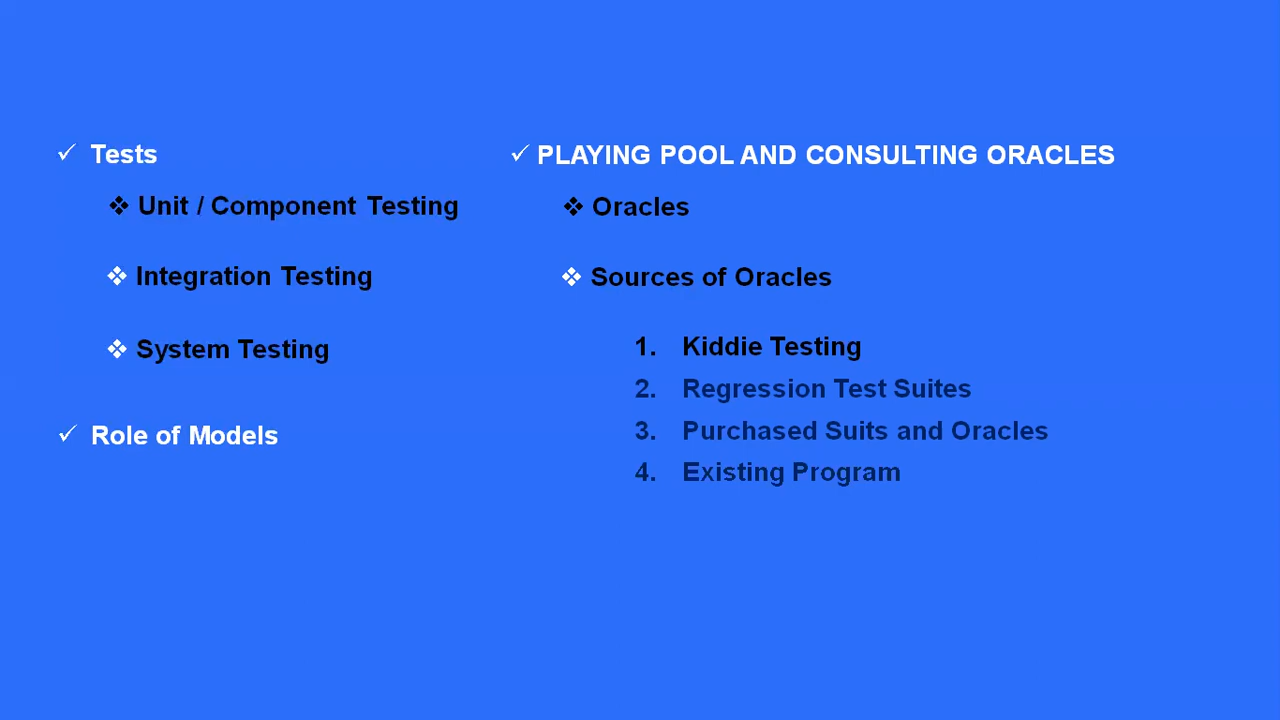 ✓ Tests
❖ Unit / Component Testing
❖ Integration Testing
❖ System Testing
✓ Role of Models
✓ PLAYING POOL AND CONSULTING ORACLES
❖ Oracles
❖ Sources of Oracles
1. Kiddie Testing
2. Regression Test Suites
3. Purchased Suits and Oracles
4. Existing Program